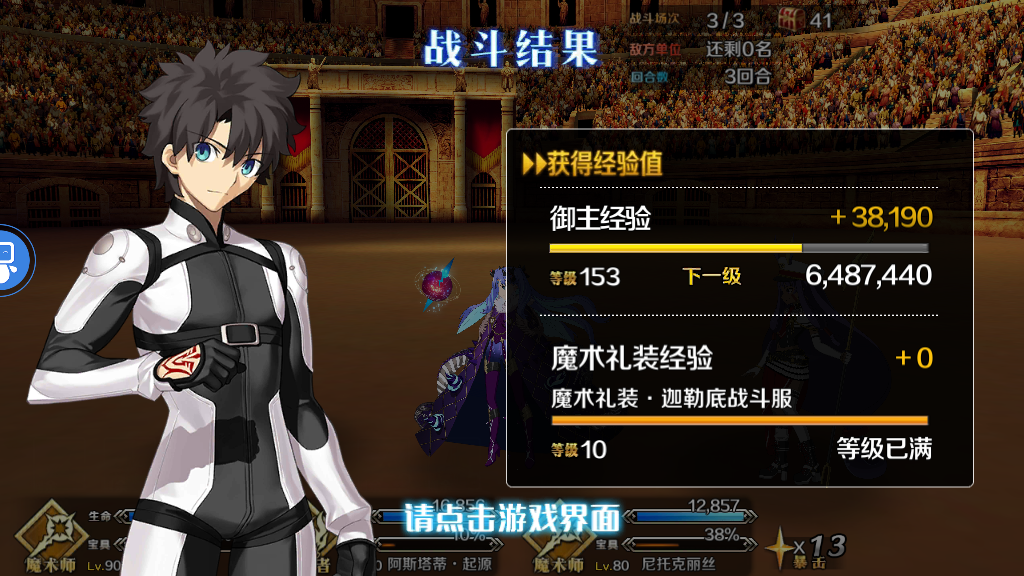 战斗结果
战斗场次 3/3 41
敌方单位 还剩0名
回合数 3回合
获得经验值
御主经验 +38,190
等级153 下一级 6,487,440
魔术礼装经验 +0
魔术礼装·迦勒底战斗服
等级10 等级已满
请点击游戏界面
生命 16,856 12,857
宝具 10% 宝具 38%
魔术师 Lv.90 者 阿斯塔蒂·起源 魔术师 Lv.80 尼托克丽丝
x13
暴击